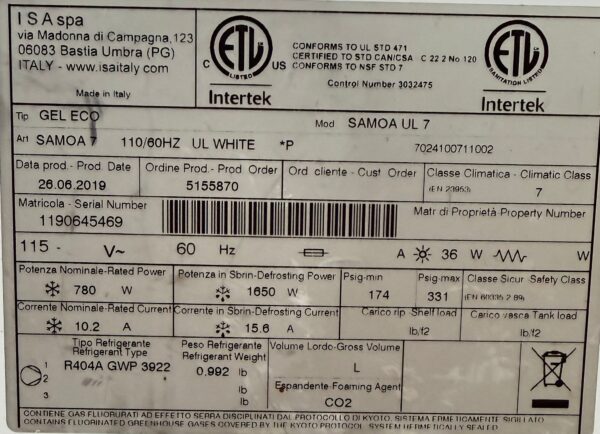 I S A spa
via Madonna di Campagna,123
06083 Bastia Umbra (PG)
ITALY - www.isaitaly.com
Made in Italy
ETL
C US
LISTED
Intertek
CONFORMS TO UL STD 471
CERTIFIED TO STD CAN/CSA C 22 2 No 120
CONFORMS TO NSF STD 7
Control Number 3032475
ETL
SANITATION LISTED
Intertek
Tip GEL ECO Mod SAMOA UL 7
Art SAMOA 7 110/60HZ UL WHITE *P 7024100711002
Data prod.- Prod. Date Ordine Prod.- Prod Order Ord cliente - Cust Order Classe Climatica - Climatic Class
26.06.2019 5155870 (EN 23953) 7
Matricola - Serial Number Matr di Proprietà-Property Number
1190645469
115 - V~ 60 Hz A 36 W W
Potenza Nominale-Rated Power Potenza in Sbrin-Defrosting Power Psig-min Psig-max Classe Sicur -Safety Class
780 W 1650 W 174 331 (EN 60335 2 89)
Corrente Nominale-Rated Current Corrente in Sbrin-Defrosting Current Carico rip -Shelf load Carico vasca Tank load
10.2 A 15.6 A lb/f2 lb/f2
Tipo Refrigerante Peso Refrigerante Volume Lordo-Gross Volume
Refrigerant Type Refrigerant Weight
1 R404A GWP 3922 0.992 lb L
2 lb Espandente-Foaming Agent
3 lb CO2
CONTIENE GAS FLUORURATI AD EFFETTO SERRA DISCIPLINATI DAL PROTOCOLLO DI KYOTO. SISTEMA ERMETICAMENTE SIGILLATO
CONTAINS FLUORINATED GREENHOUSE GASES COVERED BY THE KYOTO PROTOCOL SYSTEM HERMETICALLY SEALED